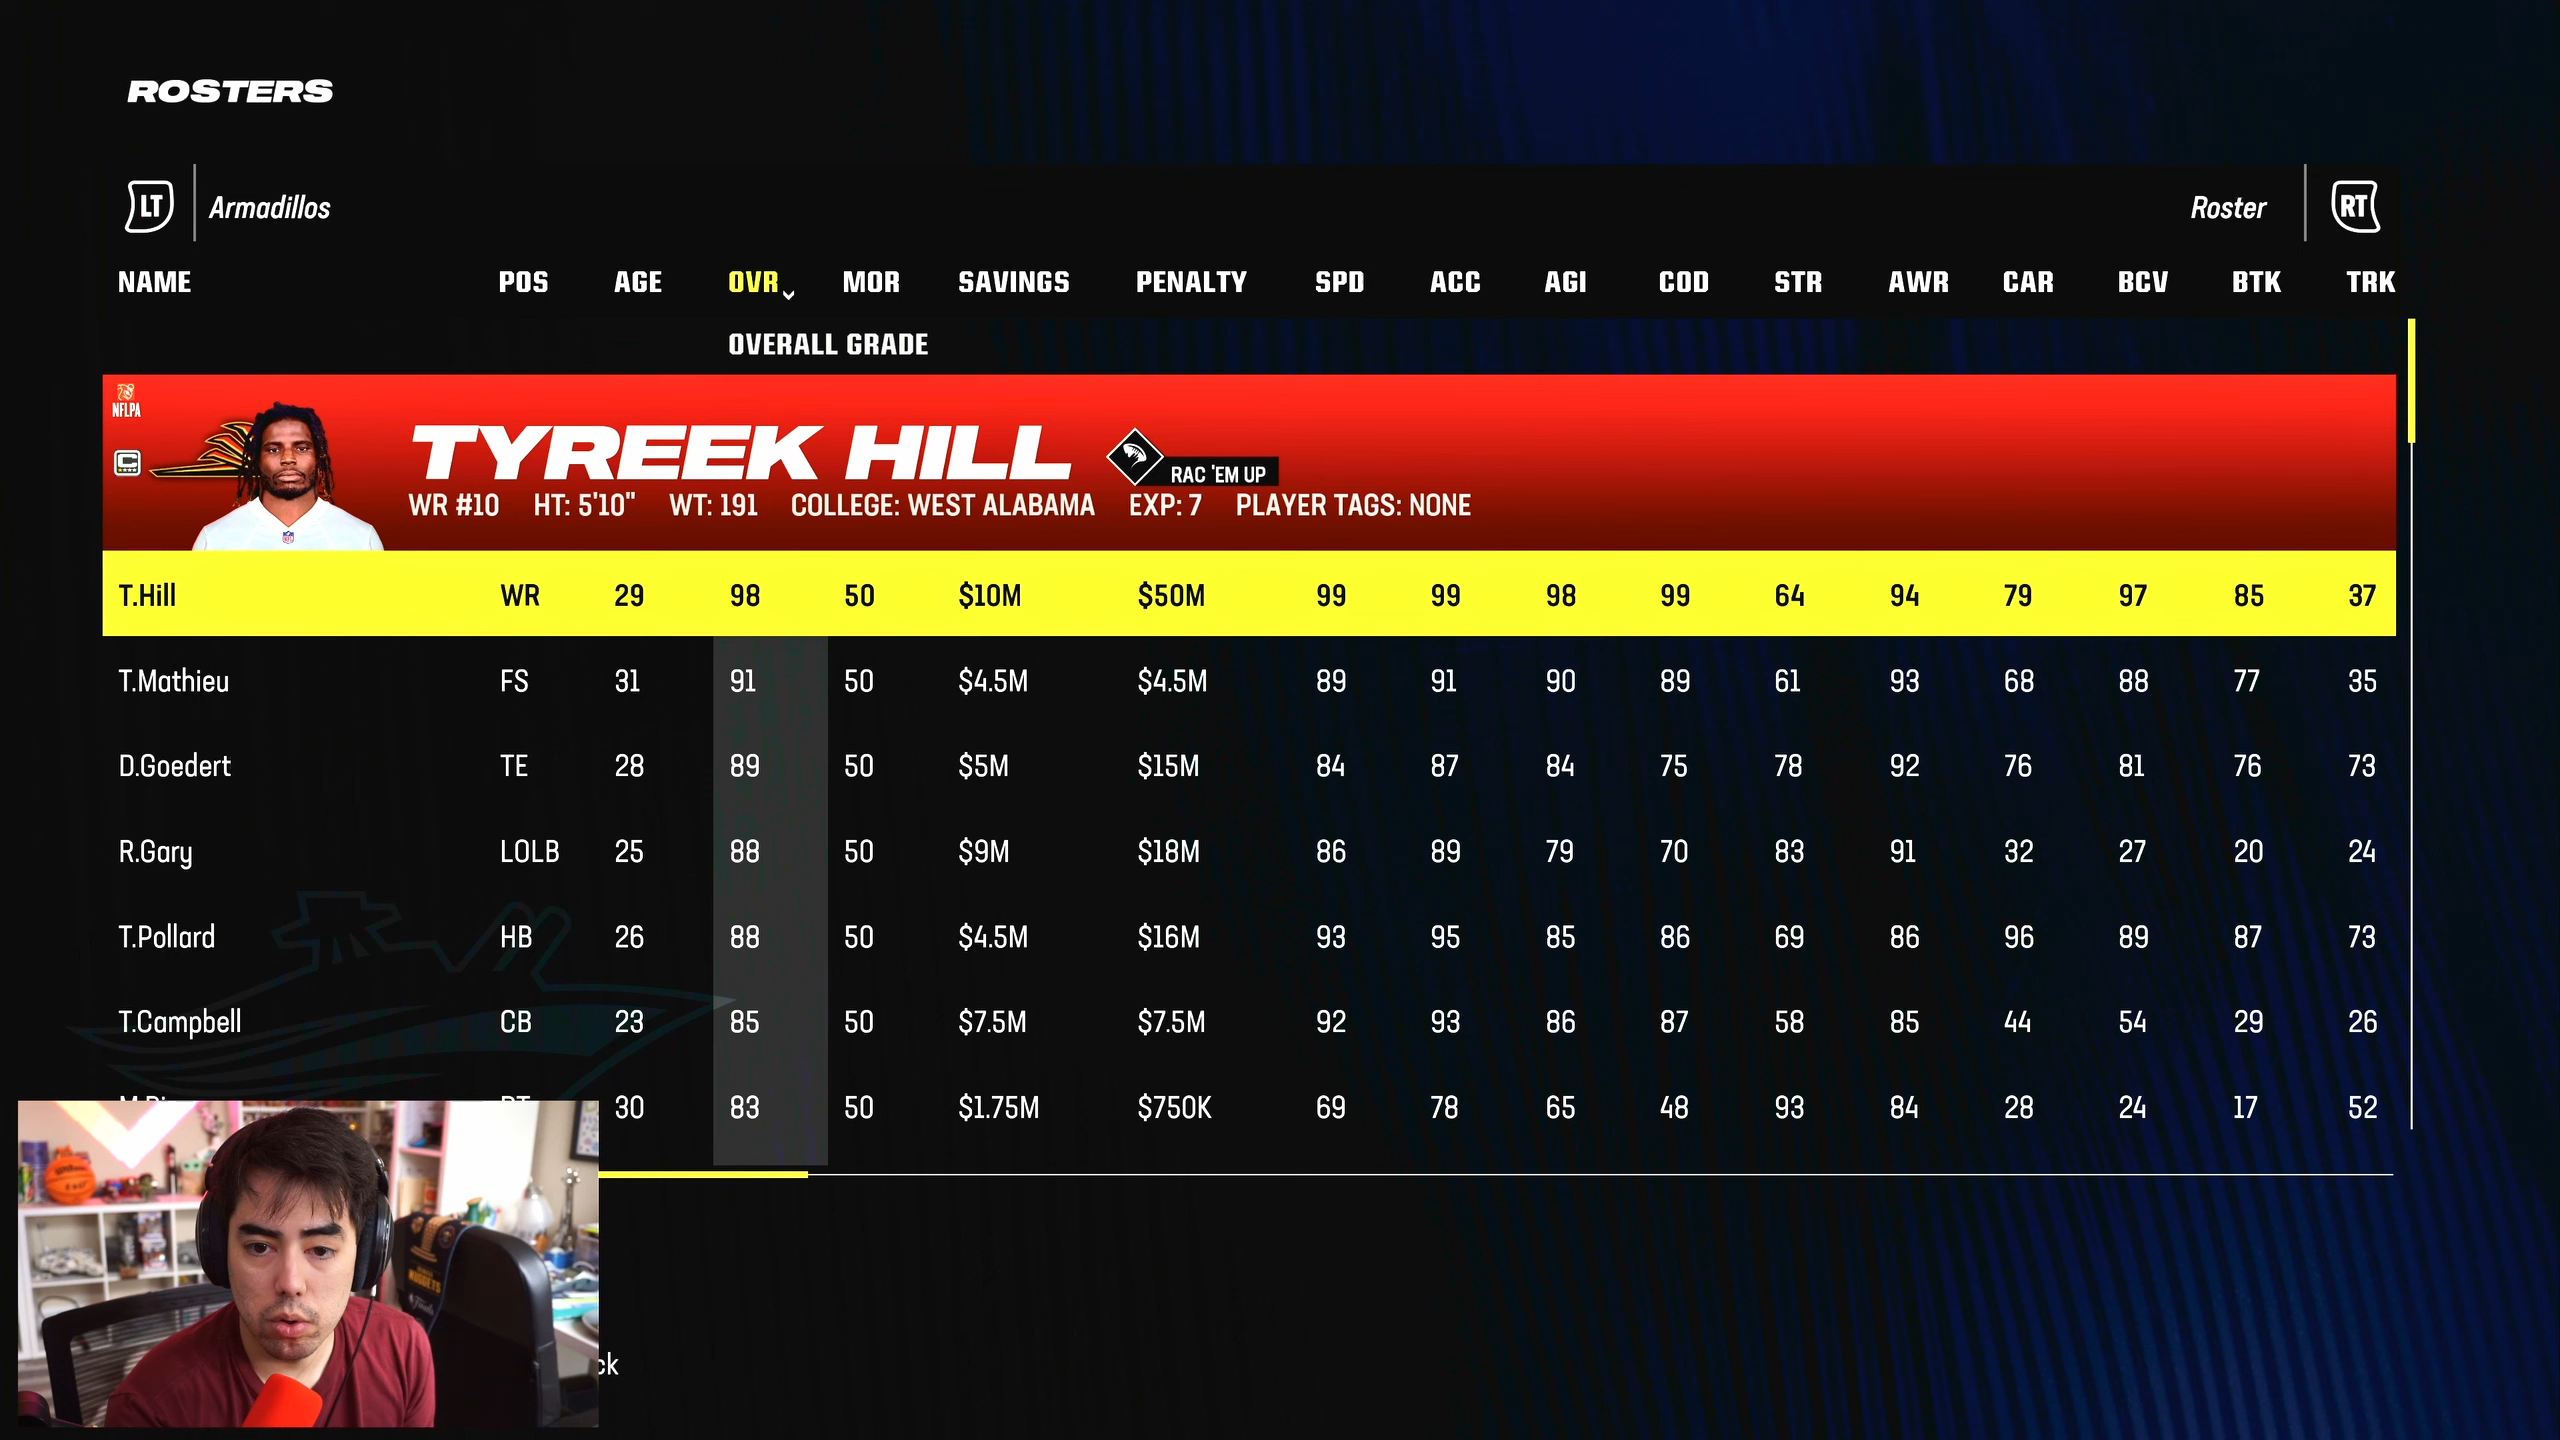 ROSTERS
LT Armadillos Roster RT
NAME POS AGE OVR MOR SAVINGS PENALTY SPD ACC AGI COD STR AWR CAR BCV BTK TRK
OVERALL GRADE
NFLPA
C
TYREEK HILL RAC 'EM UP
WR #10 HT: 5'10" WT: 191 COLLEGE: WEST ALABAMA EXP: 7 PLAYER TAGS: NONE
T.Hill WR 29 98 50 $10M $50M 99 99 98 99 64 94 79 97 85 37
T.Mathieu FS 31 91 50 $4.5M $4.5M 89 91 90 89 61 93 68 88 77 35
D.Goedert TE 28 89 50 $5M $15M 84 87 84 75 78 92 76 81 76 73
R.Gary LOLB 25 88 50 $9M $18M 86 89 79 70 83 91 32 27 20 24
T.Pollard HB 26 88 50 $4.5M $16M 93 95 85 86 69 86 96 89 87 73
T.Campbell CB 23 85 50 $7.5M $7.5M 92 93 86 87 58 85 44 54 29 26
30 83 50 $1.75M $750K 69 78 65 48 93 84 28 24 17 52
NUGGETS
ck